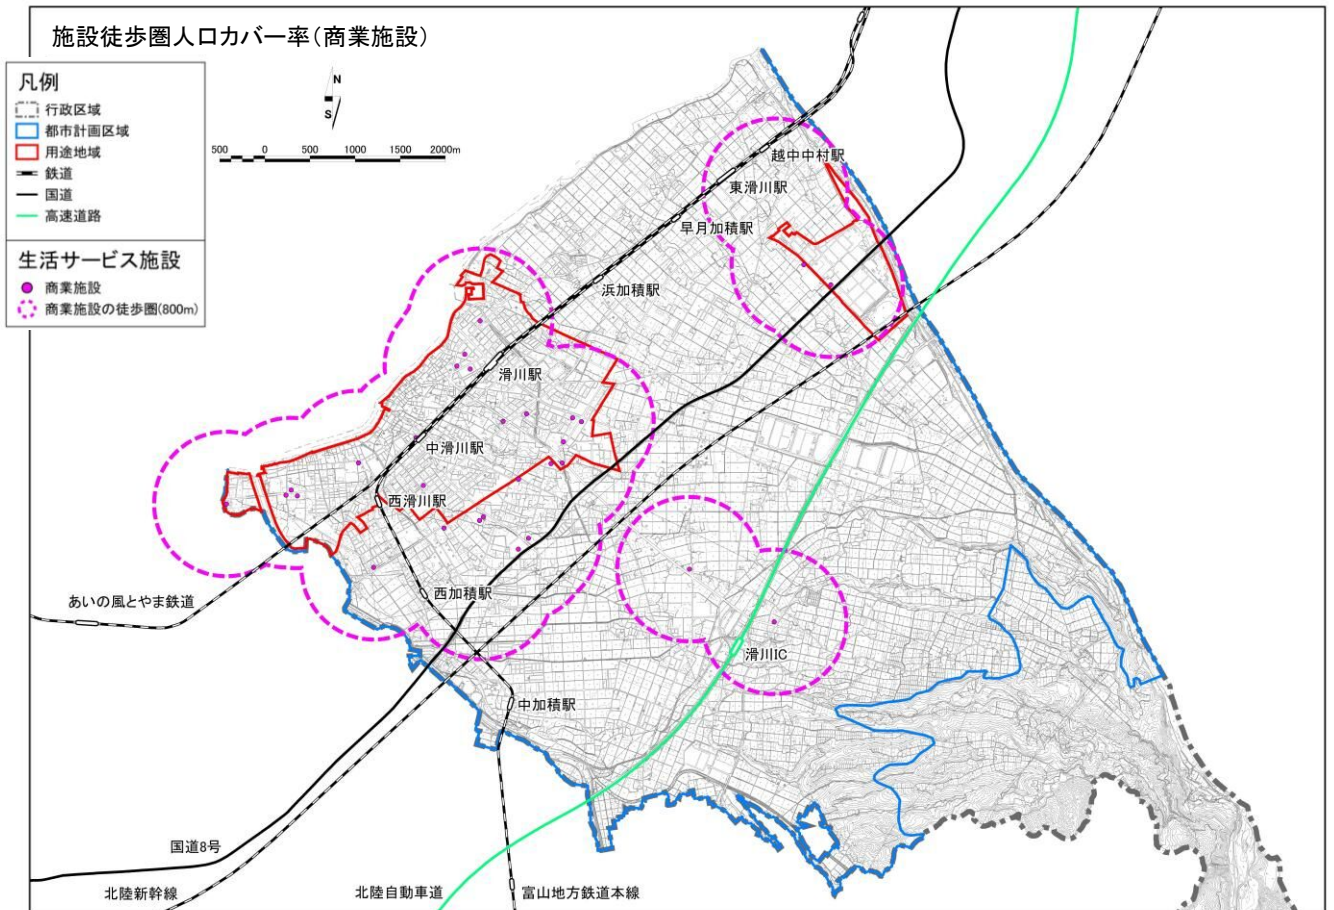 施設徒歩圏人口カバー率(商業施設)
凡例
行政区域
都市計画区域
用途地域
鉄道
国道
高速道路
生活サービス施設
商業施設
商業施設の徒歩圏(800m)
N
S
500 0 500 1000 1500 2000m
越中中村駅
東滑川駅
早月加積駅
浜加積駅
滑川駅
中滑川駅
西滑川駅
西加積駅
あいの風とやま鉄道
滑川IC
中加積駅
国道8号
北陸新幹線
北陸自動車道
富山地方鉄道本線